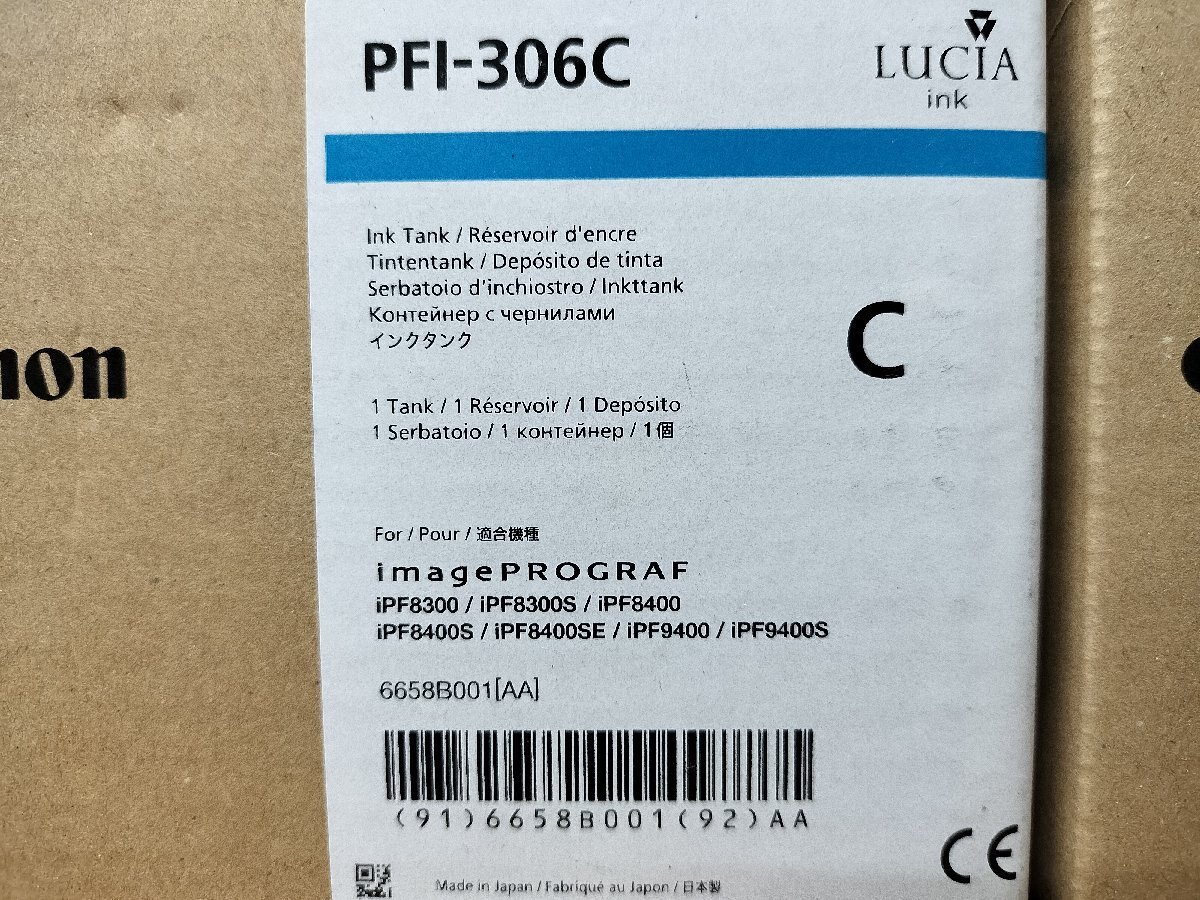 PFI-306C
LUCIA
ink
Ink Tank / Réservoir d'encre
Tintentank / Depósito de tinta
Serbatoio d'inchiostro / Inkttank
Контейнер с чернилами
インクタンク
C
1 Tank / 1 Réservoir / 1 Depósito
1 Serbatoio / 1 контейнер / 1個
non
For / Pour / 適合機種
imagePROGRAF
iPF8300 / iPF8300S / iPF8400
iPF8400S / iPF8400SE / iPF9400 / iPF9400S
6658B001[AA]
(91)6658B001(92)AA
CE
Made in Japan / Fabriqué au Japon / 日本製